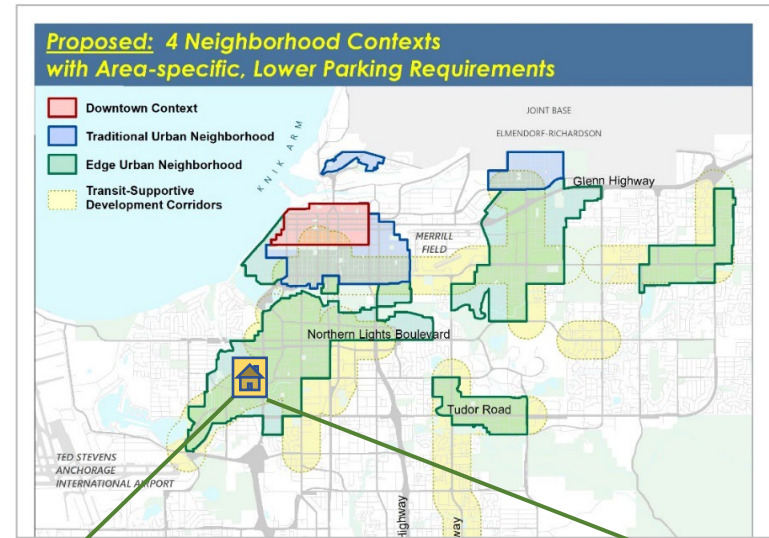 Proposed: 4 Neighborhood Contexts
with Area-specific, Lower Parking Requirements
Downtown Context
Traditional Urban Neighborhood
Edge Urban Neighborhood
Transit-Supportive
Development Corridors
KNIK ARM
JOINT BASE
ELMENDORF-RICHARDSON
Glenn Highway
MERRILL
FIELD
Northern Lights Boulevard
Tudor Road
TED STEVENS
ANCHORAGE
INTERNATIONAL AIRPORT
Highway
way